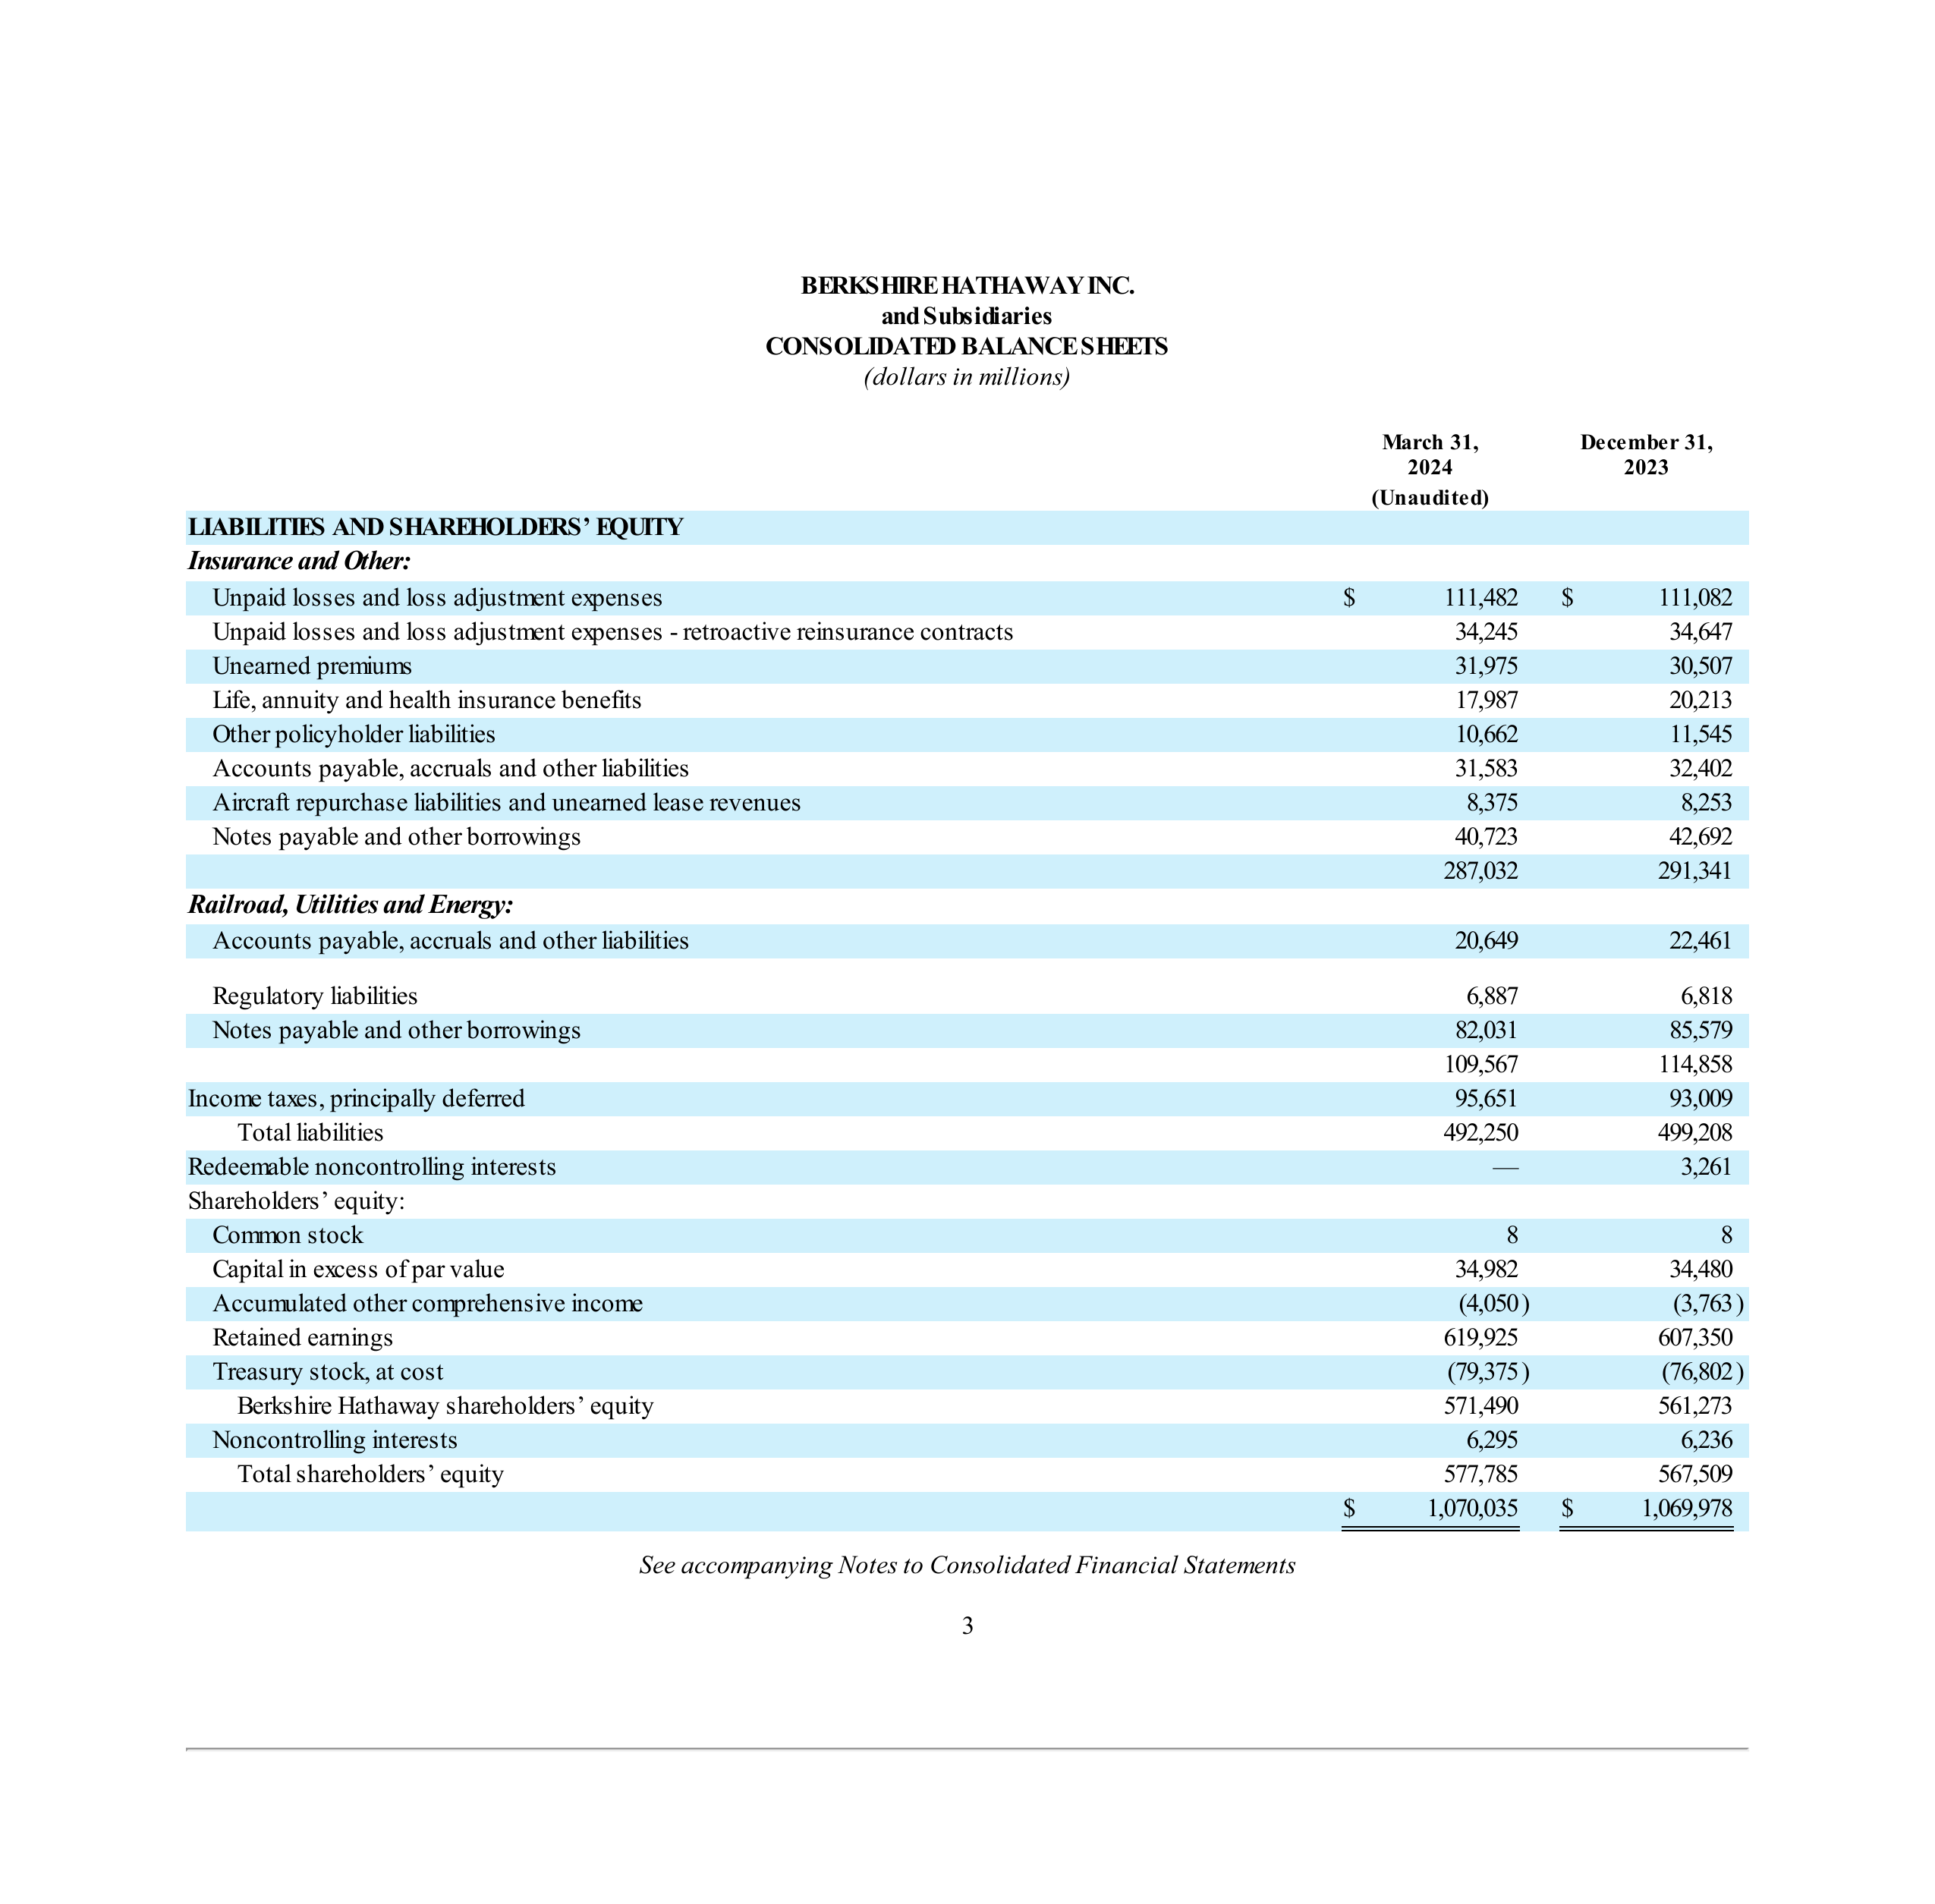 BERKSHIRE HATHAWAY INC.
and Subsidiaries
CONSOLIDATED BALANCE SHEETS
(dollars in millions)
March 31, December 31,
2024 2023
(Unaudited)
LIABILITIES AND SHAREHOLDERS’ EQUITY
Insurance and Other:
Unpaid losses and loss adjustment expenses $ 111,482 $ 111,082
Unpaid losses and loss adjustment expenses - retroactive reinsurance contracts 34,245 34,647
Unearned premiums 31,975 30,507
Life, annuity and health insurance benefits 17,987 20,213
Other policyholder liabilities 10,662 11,545
Accounts payable, accruals and other liabilities 31,583 32,402
Aircraft repurchase liabilities and unearned lease revenues 8,375 8,253
Notes payable and other borrowings 40,723 42,692
287,032 291,341
Railroad, Utilities and Energy:
Accounts payable, accruals and other liabilities 20,649 22,461
Regulatory liabilities 6,887 6,818
Notes payable and other borrowings 82,031 85,579
109,567 114,858
Income taxes, principally deferred 95,651 93,009
Total liabilities 492,250 499,208
Redeemable noncontrolling interests — 3,261
Shareholders’ equity:
Common stock 8 8
Capital in excess of par value 34,982 34,480
Accumulated other comprehensive income (4,050) (3,763)
Retained earnings 619,925 607,350
Treasury stock, at cost (79,375) (76,802)
Berkshire Hathaway shareholders’ equity 571,490 561,273
Noncontrolling interests 6,295 6,236
Total shareholders’ equity 577,785 567,509
$ 1,070,035 $ 1,069,978
See accompanying Notes to Consolidated Financial Statements
3